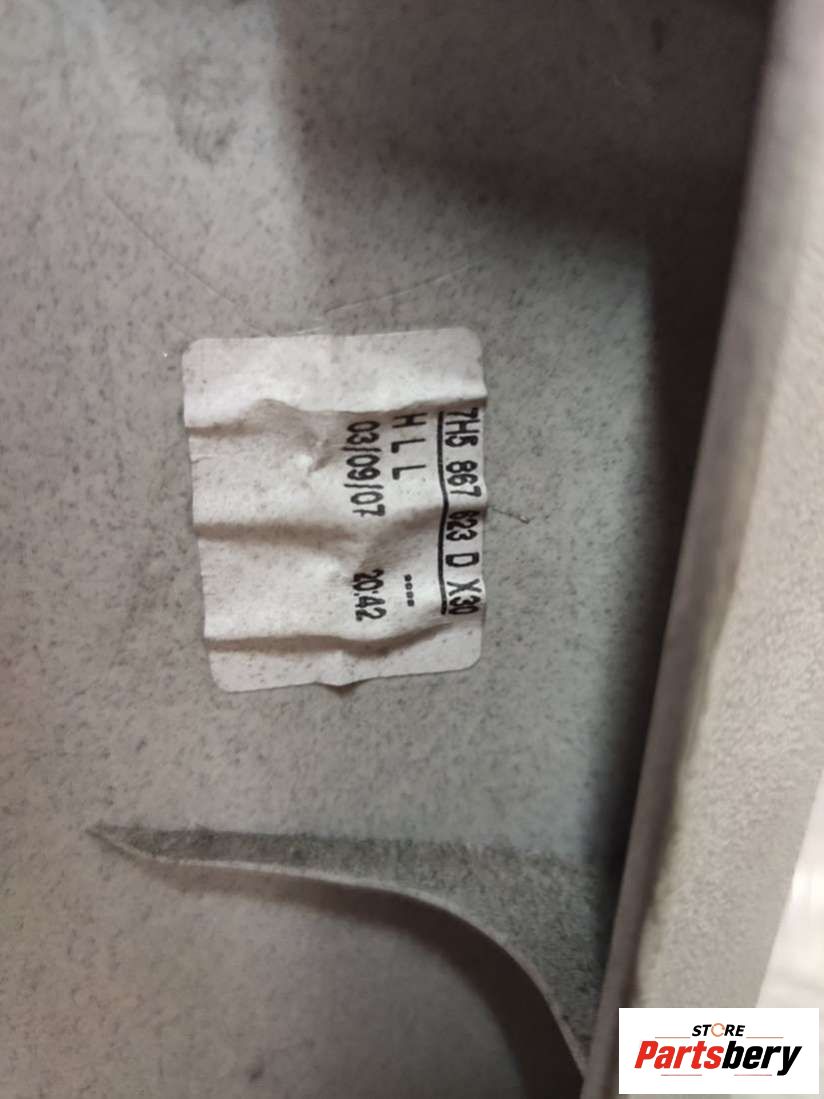 7H5 867 623 D X30
H L L ....
03/09/07 20:42
STORE
Partsbery